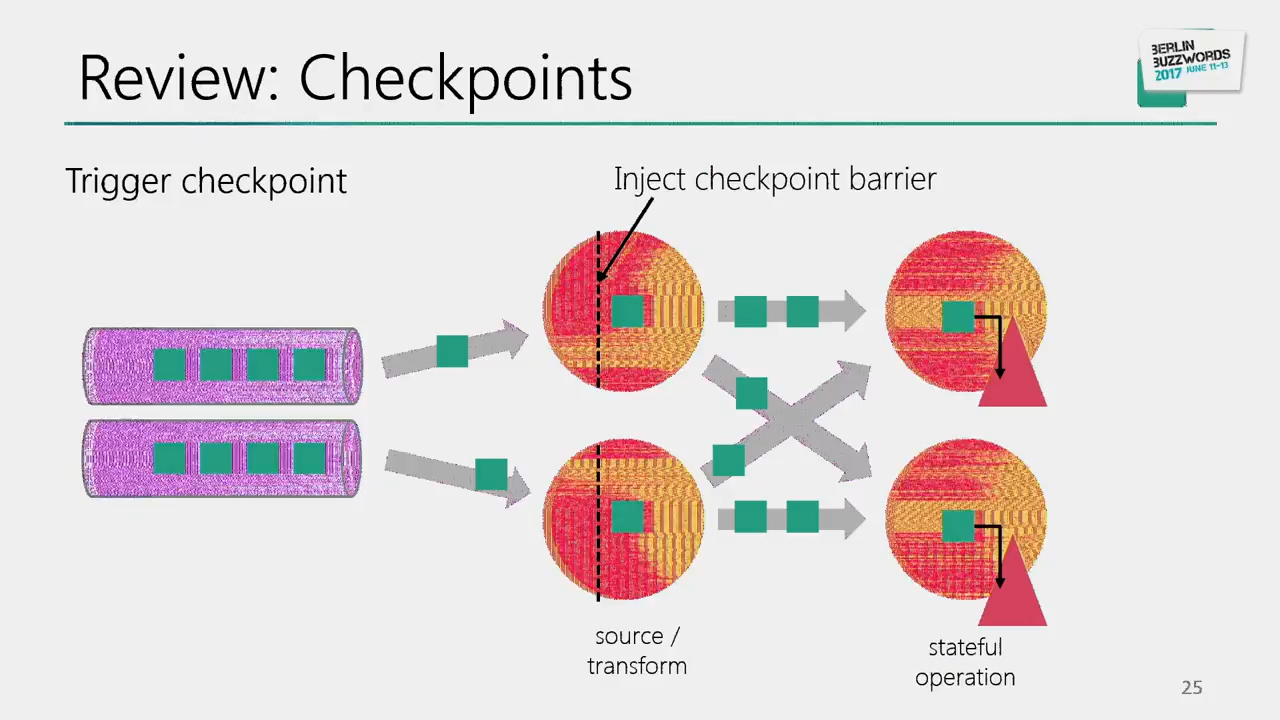 Review: Checkpoints
BERLIN
BUZZWORDS
2017 JUNE 11-13
Trigger checkpoint
Inject checkpoint barrier
source /
transform
stateful
operation
25